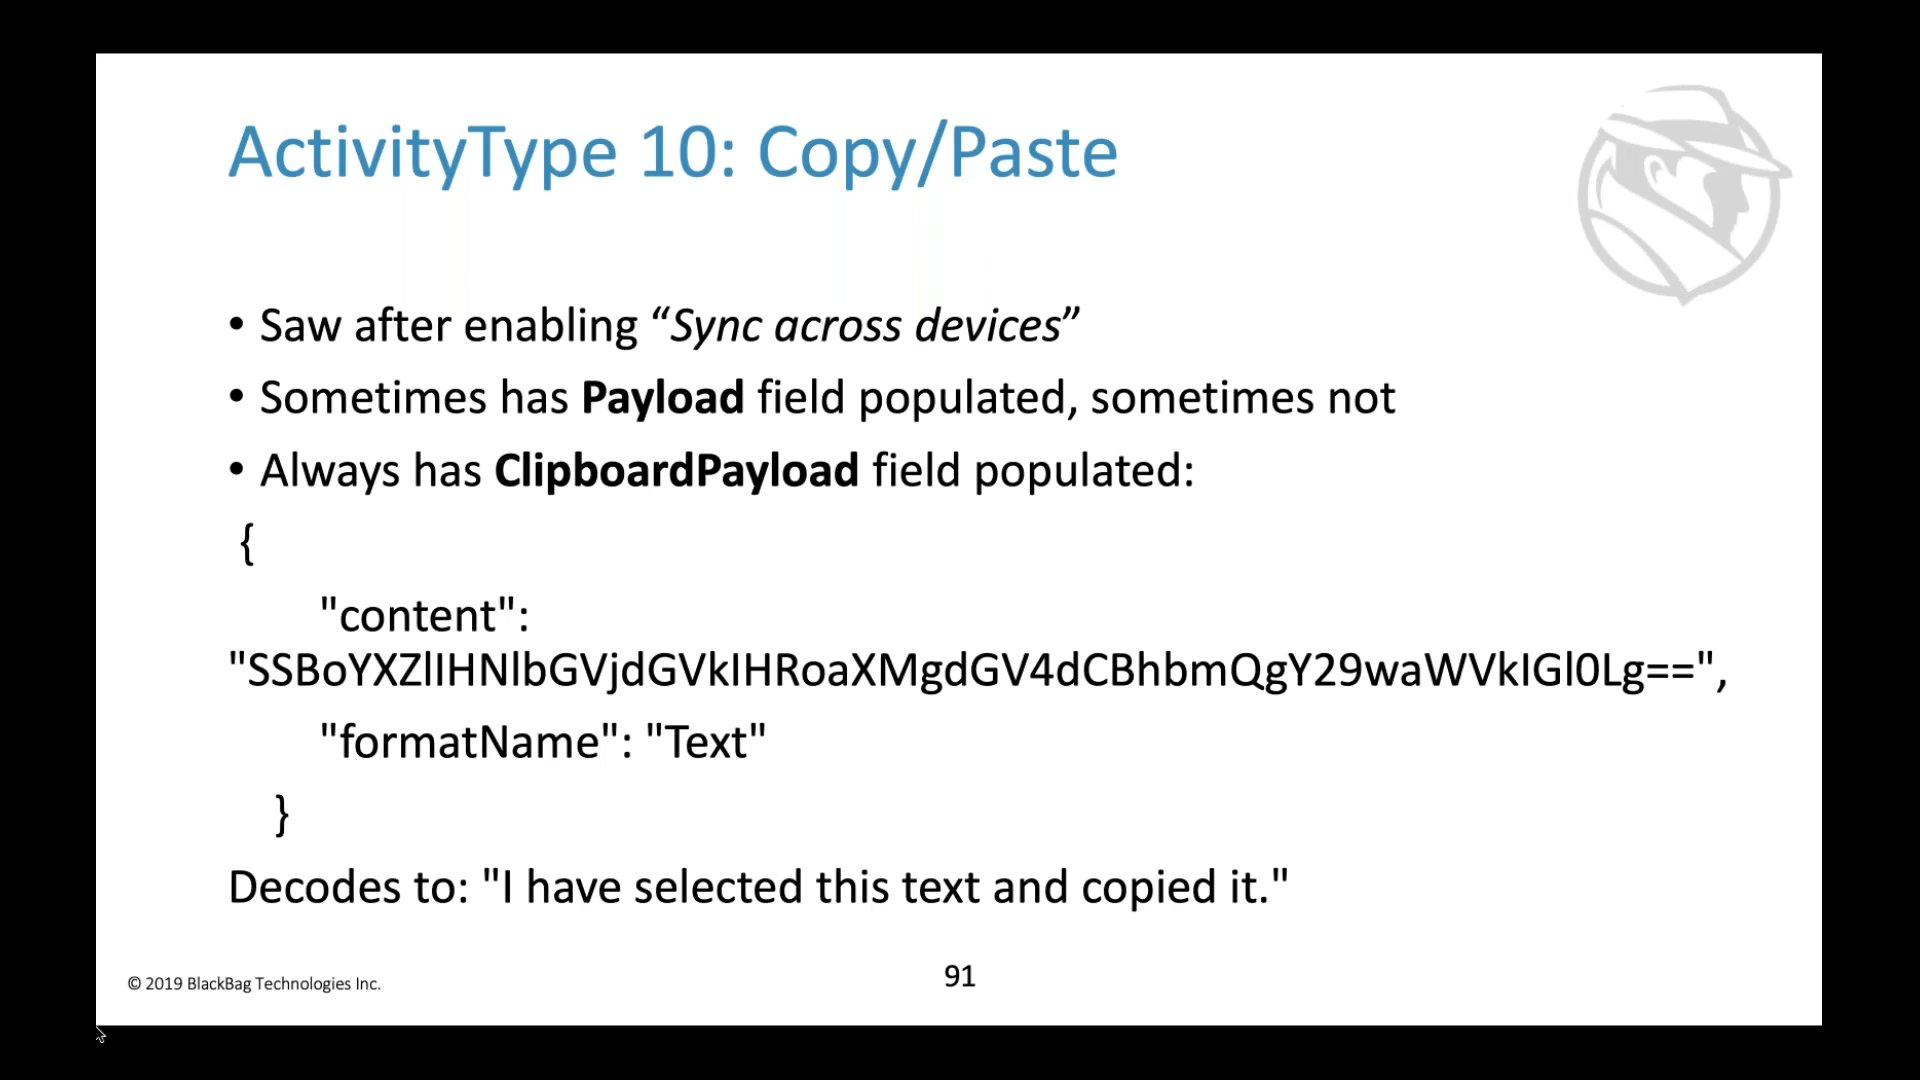 ActivityType 10: Copy/Paste
• Saw after enabling “Sync across devices”
• Sometimes has Payload field populated, sometimes not
• Always has ClipboardPayload field populated:
{
"content":
"SSBoYXZlIHNlbGVjdGVkIHRoaXMgdGV4dCBhbmQgY29waWVkIGl0Lg==",
"formatName": "Text"
}
Decodes to: "I have selected this text and copied it."
© 2019 BlackBag Technologies Inc.
91